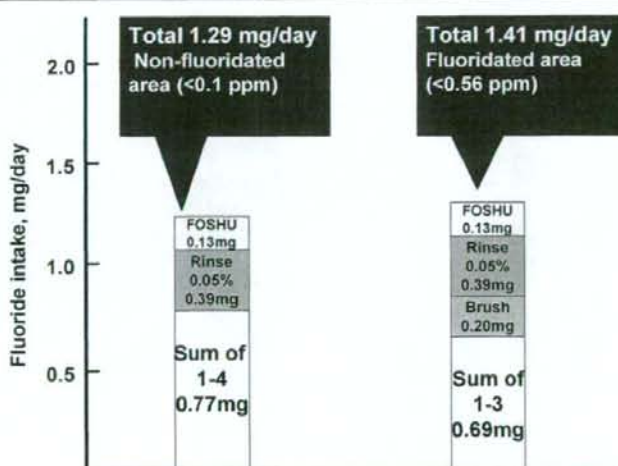 Total 1.29 mg/day
Non-fluoridated
area (<0.1 ppm)
Total 1.41 mg/day
Fluoridated area
(<0.56 ppm)
Fluoride intake, mg/day
2.0
1.5
1.0
0.5
FOSHU
0.13mg
Rinse
0.05%
0.39mg
Sum of
1-4
0.77mg
FOSHU
0.13mg
Rinse
0.05%
0.39mg
Brush
0.20mg
Sum of
1-3
0.69mg